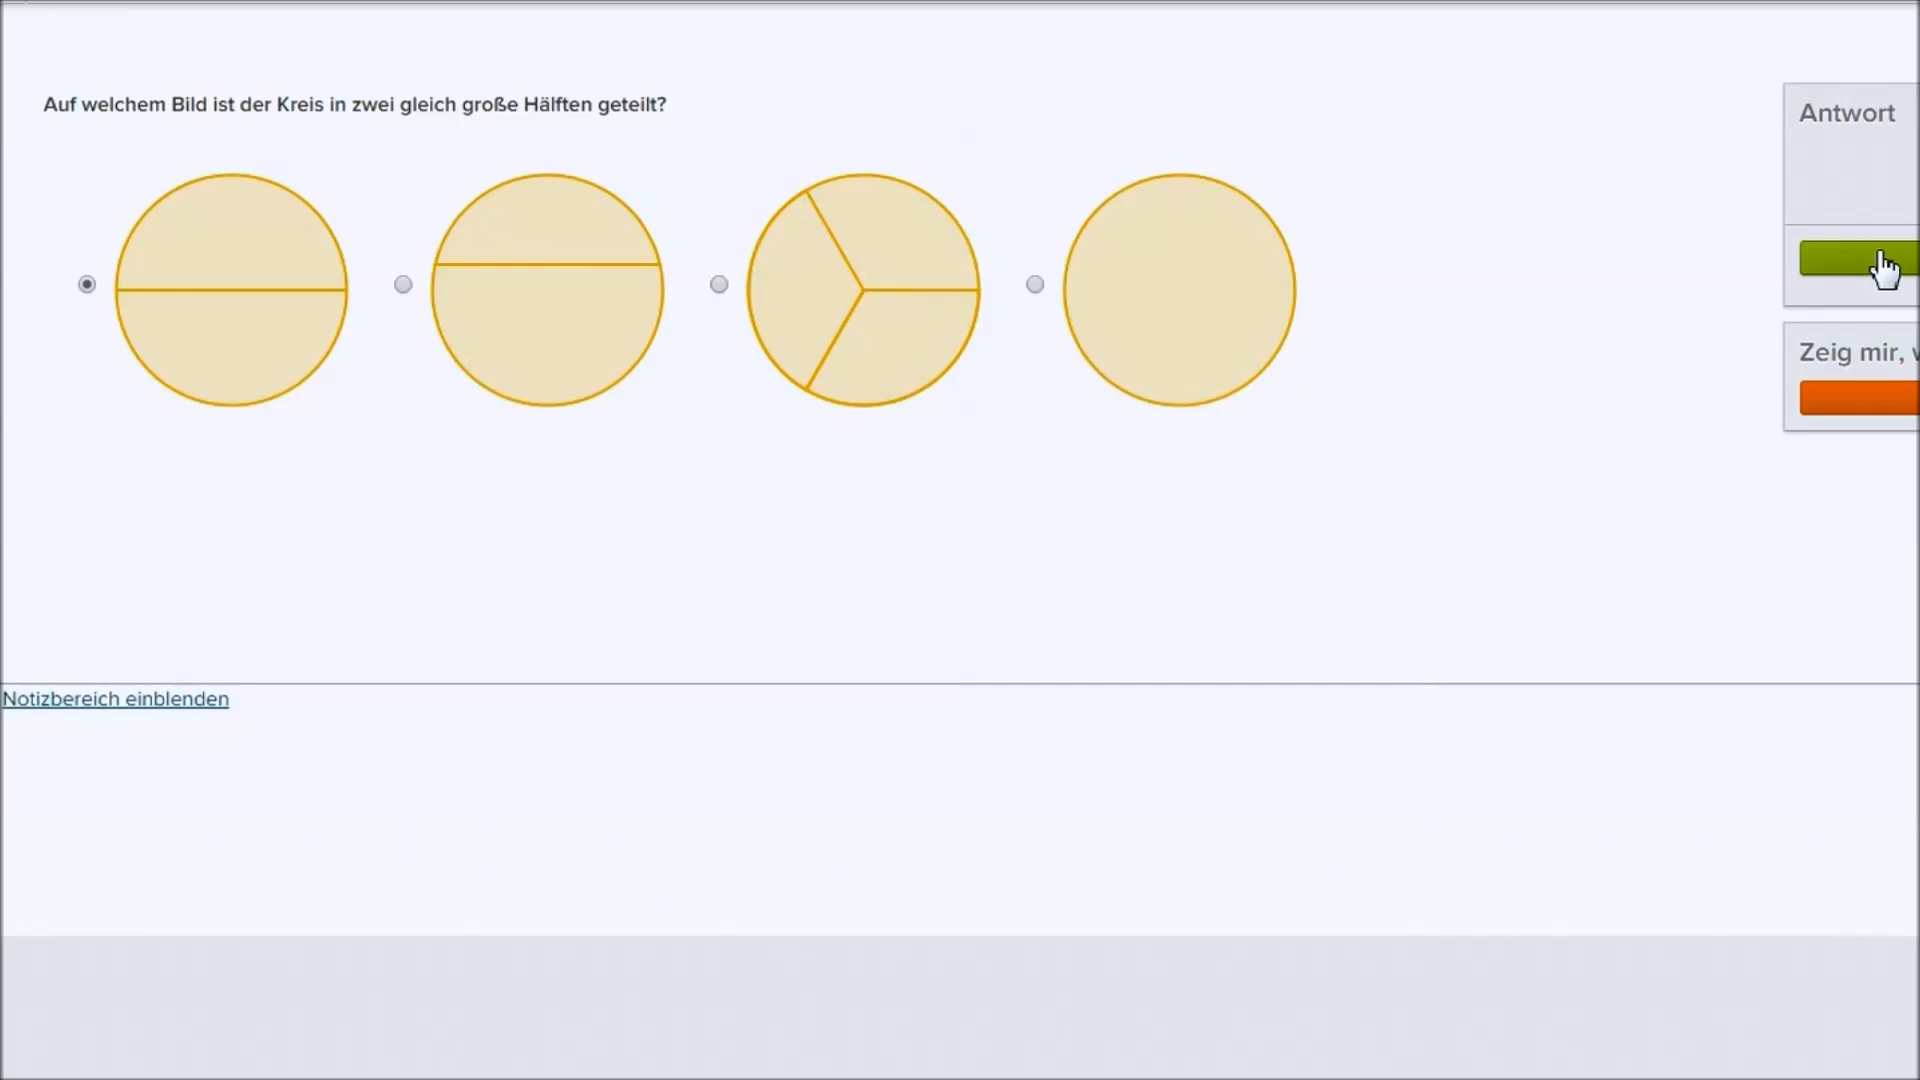 Auf welchem Bild ist der Kreis in zwei gleich große Hälften geteilt?
Antwort
Zeig mir,
Notizbereich einblenden